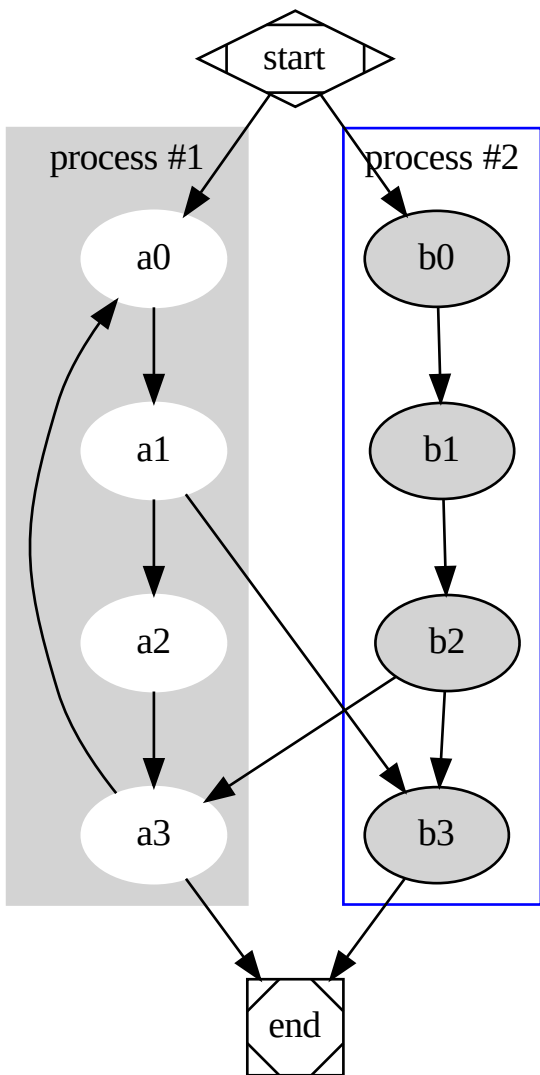 start
process #1
process #2
a0
b0
a1
b1
a2
b2
a3
b3
end